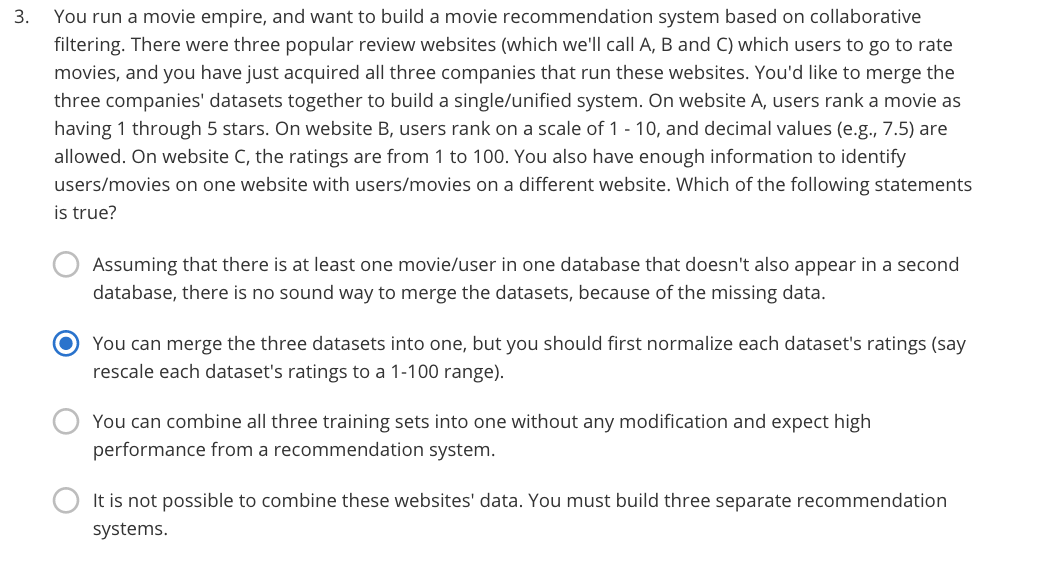 3. You run a movie empire, and want to build a movie recommendation system based on collaborative
filtering. There were three popular review websites (which we'll call A, B and C) which users to go to rate
movies, and you have just acquired all three companies that run these websites. You'd like to merge the
three companies' datasets together to build a single/unified system. On website A, users rank a movie as
having 1 through 5 stars. On website B, users rank on a scale of 1 - 10, and decimal values (e.g., 7.5) are
allowed. On website C, the ratings are from 1 to 100. You also have enough information to identify
users/movies on one website with users/movies on a different website. Which of the following statements
is true?
Assuming that there is at least one movie/user in one database that doesn't also appear in a second
database, there is no sound way to merge the datasets, because of the missing data.
You can merge the three datasets into one, but you should first normalize each dataset's ratings (say
rescale each dataset's ratings to a 1-100 range).
You can combine all three training sets into one without any modification and expect high
performance from a recommendation system.
It is not possible to combine these websites' data. You must build three separate recommendation
systems.